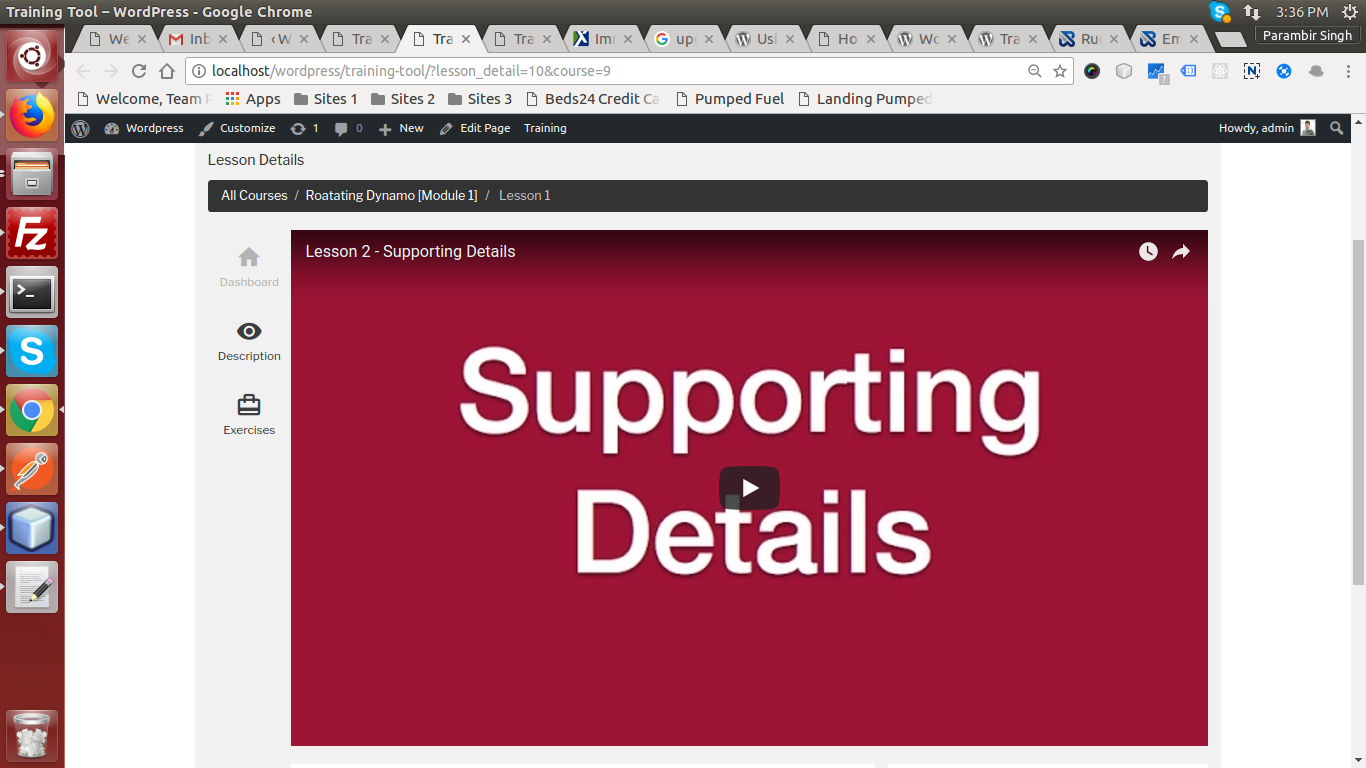 Training Tool – WordPress - Google Chrome
3:36 PM
We
Inb
‹ W
Tra
Tra
Tra
Imr
upc
Usi
Ho
Wo
Tra
Rug
Em
Parambir Singh
localhost/wordpress/training-tool/?lesson_detail=10&course=9
Welcome, Team
Apps
Sites 1
Sites 2
Sites 3
Beds24 Credit Ca
Pumped Fuel
Landing Pumped
Wordpress
Customize
1
0
New
Edit Page
Training
Howdy, admin
Lesson Details
All Courses / Roatating Dynamo [Module 1] / Lesson 1
Dashboard
Description
Exercises
Lesson 2 - Supporting Details
Supporting
Details